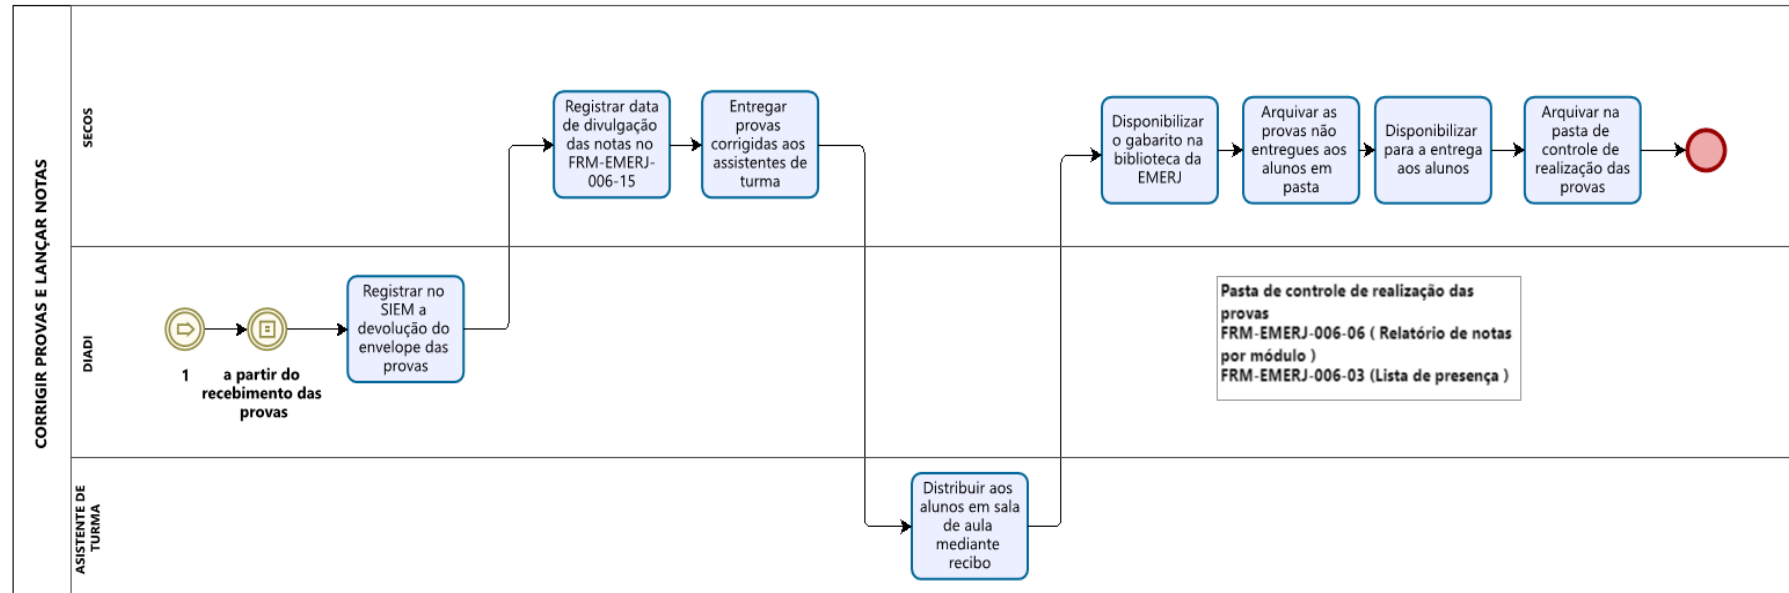 CORRIGIR PROVAS E LANÇAR NOTAS
SECOS
Registrar data
de divulgação
das notas no
FRM-EMERJ-
006-15
Entregar
provas
corrigidas aos
assistentes de
turma
Disponibilizar
o gabarito na
biblioteca da
EMERJ
Arquivar as
provas não
entregues aos
alunos em
pasta
Disponibilizar
para a entrega
aos alunos
Arquivar na
pasta de
controle de
realização das
provas
DIADI
1
a partir do
recebimento das
provas
Registrar no
SIEM a
devolução do
envelope das
provas
Pasta de controle de realização das
provas
FRM-EMERJ-006-06 ( Relatório de notas
por módulo )
FRM-EMERJ-006-03 (Lista de presença )
ASISTENTE DE
TURMA
Distribuir aos
alunos em sala
de aula
mediante
recibo